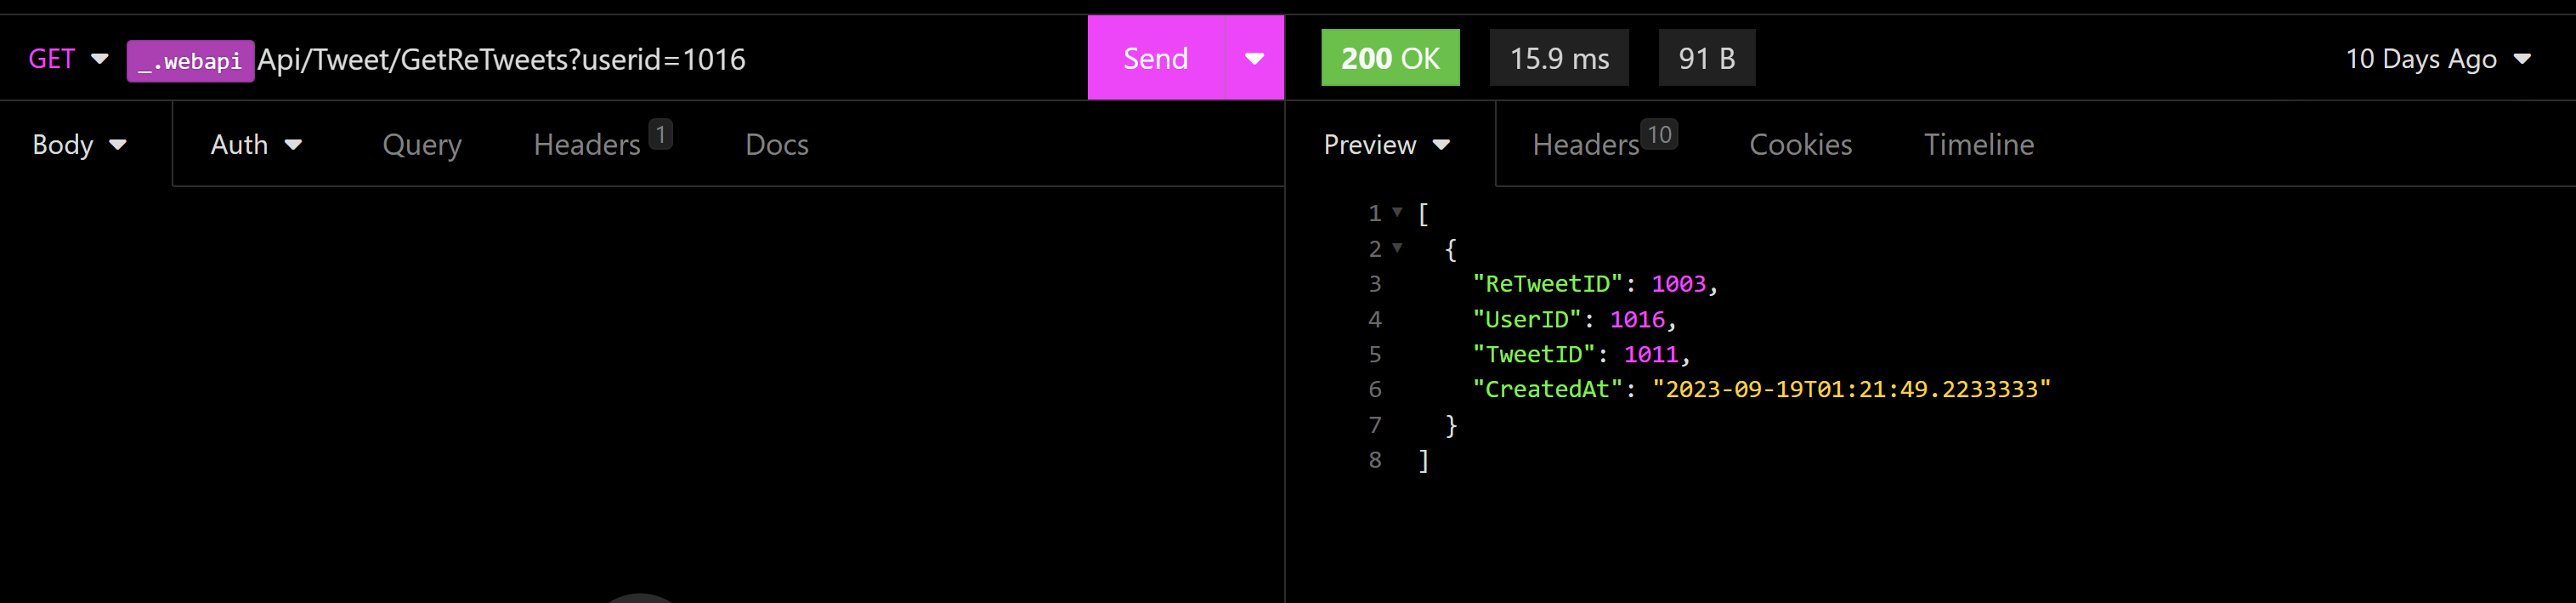 GET _.webapi Api/Tweet/GetReTweets?userid=1016 Send 200 OK 15.9 ms 91 B 10 Days Ago
Body Auth Query Headers 1 Docs Preview Headers 10 Cookies Timeline
1 [
2 {
3 "ReTweetID": 1003,
4 "UserID": 1016,
5 "TweetID": 1011,
6 "CreatedAt": "2023-09-19T01:21:49.2233333"
7 }
8 ]